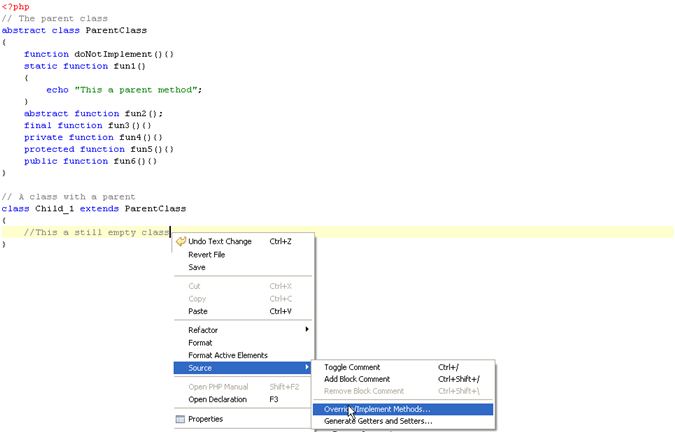 <?php
// The parent class
abstract class ParentClass
{
function doNotImplement(){}
static function fun1()
{
echo "This a parent method";
}
abstract function fun2();
final function fun3(){}
private function fun4(){}
protected function fun5(){}
public function fun6(){}
}
// A class with a parent
class Child_1 extends ParentClass
{
//This a still empty class
}
Undo Text Change Ctrl+Z
Revert File
Save
Cut Ctrl+X
Copy Ctrl+C
Paste Ctrl+V
Refactor
Format
Format Active Elements
Source
Open PHP Manual Shift+F2
Open Declaration F3
Properties
Toggle Comment Ctrl+/
Add Block Comment Ctrl+Shift+/
Remove Block Comment Ctrl+Shift+\
Override/Implement Methods...
Generate Getters and Setters...